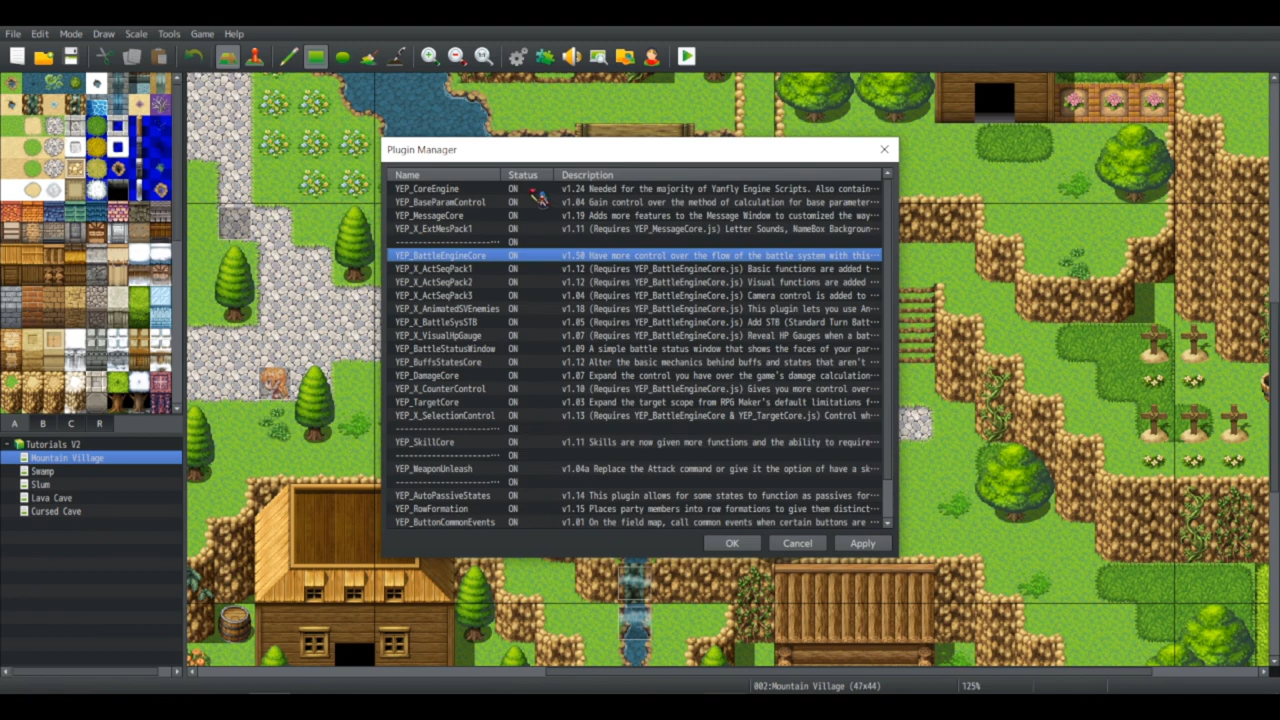 File Edit Mode Draw Scale Tools Game Help
Plugin Manager
Name Status Description
YEP_CoreEngine ON v1.24 Needed for the majority of Yanfly Engine Scripts. Also contain···
YEP_BaseParamControl ON v1.04 Gain control over the method of calculation for base parameter···
YEP_MessageCore ON v1.19 Adds more features to the Message Window to customized the way···
YEP_X_ExtMesPack1 ON v1.11 (Requires YEP_MessageCore.js) Letter Sounds, NameBox Backgroun···
-----------------------··· ON
YEP_BattleEngineCore ON v1.50 Have more control over the flow of the battle system with this···
YEP_X_ActSeqPack1 ON v1.12 (Requires YEP_BattleEngineCore.js) Basic functions are added t···
YEP_X_ActSeqPack2 ON v1.12 (Requires YEP_BattleEngineCore.js) Visual functions are added ···
YEP_X_ActSeqPack3 ON v1.04 (Requires YEP_BattleEngineCore.js) Camera control is added to ···
YEP_X_AnimatedSVEnemies ON v1.18 (Requires YEP_BattleEngineCore.js) This plugin lets you use An···
YEP_X_BattleSysSTB ON v1.05 (Requires YEP_BattleEngineCore.js) Add STB (Standard Turn Batt···
YEP_X_VisualHpGauge ON v1.07 (Requires YEP_BattleEngineCore.js) Reveal HP Gauges when a bat···
YEP_BattleStatusWindow ON v1.09 A simple battle status window that shows the faces of your par···
YEP_BuffsStatesCore ON v1.12 Alter the basic mechanics behind buffs and states that aren't ···
YEP_DamageCore ON v1.07 Expand the control you have over the game's damage calculation···
YEP_X_CounterControl ON v1.10 (Requires YEP_BattleEngineCore.js) Gives you more control over···
YEP_TargetCore ON v1.03 Expand the target scope from RPG Maker's default limitations f···
YEP_X_SelectionControl ON v1.13 (Requires YEP_BattleEngineCore & YEP_TargetCore.js) Control wh···
-----------------------··· ON
YEP_SkillCore ON v1.11 Skills are now given more functions and the ability to require···
-----------------------··· ON
YEP_WeaponUnleash ON v1.04a Replace the Attack command or give it the option of have a sk···
-----------------------··· ON
YEP_AutoPassiveStates ON v1.14 This plugin allows for some states to function as passives for···
YEP_RowFormation ON v1.15 Places party members into row formations to give them distinct···
YEP_ButtonCommonEvents ON v1.01 On the field map, call common events when certain buttons are ···
OK Cancel Apply
A B C R
Tutorials V2
Mountain Village
Swamp
Slum
Lava Cave
Cursed Cave
002:Mountain Village (47x44) 125%